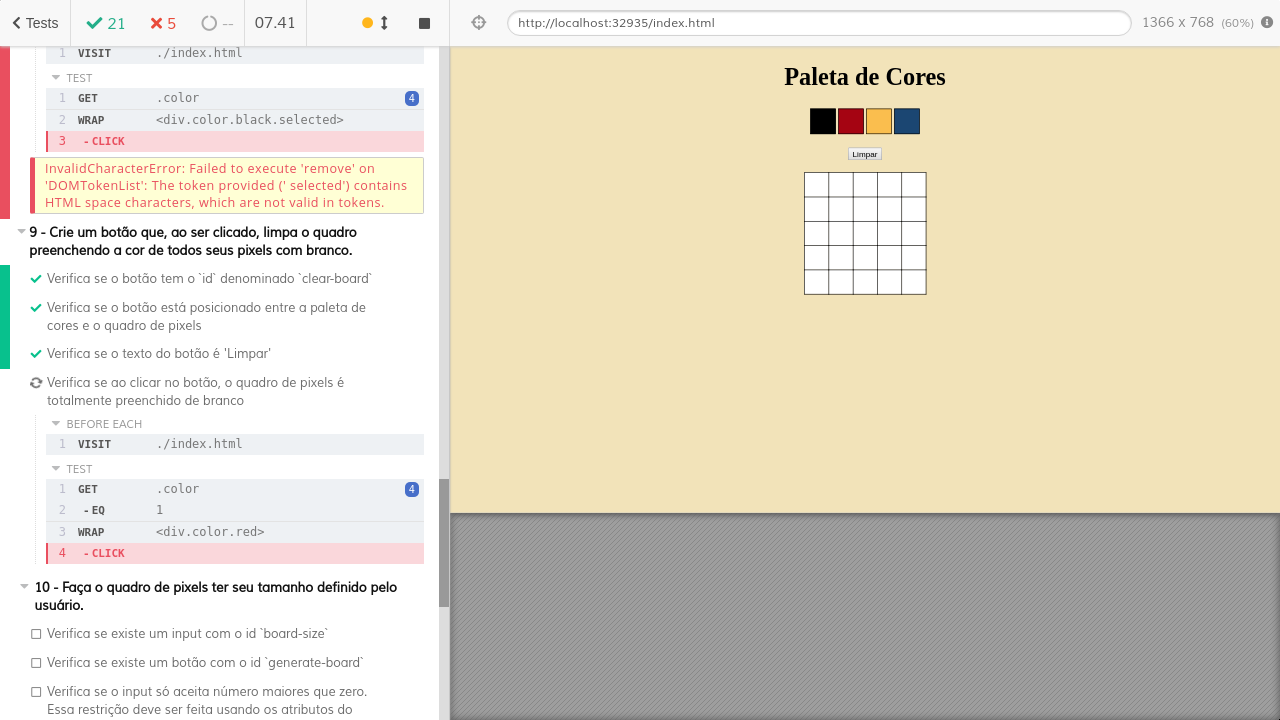 Tests
21
5
--
07.41
http://localhost:32935/index.html
1366 x 768 (60%)
1 VISIT ./index.html
TEST
1 GET .color 4
2 WRAP <div.color.black.selected>
3 - CLICK
InvalidCharacterError: Failed to execute 'remove' on
'DOMTokenList': The token provided (' selected') contains
HTML space characters, which are not valid in tokens.
9 - Crie um botão que, ao ser clicado, limpa o quadro
preenchendo a cor de todos seus pixels com branco.
Verifica se o botão tem o `id` denominado `clear-board`
Verifica se o botão está posicionado entre a paleta de
cores e o quadro de pixels
Verifica se o texto do botão é 'Limpar'
Verifica se ao clicar no botão, o quadro de pixels é
totalmente preenchido de branco
BEFORE EACH
1 VISIT ./index.html
TEST
1 GET .color 4
2 - EQ 1
3 WRAP <div.color.red>
4 - CLICK
10 - Faça o quadro de pixels ter seu tamanho definido pelo
usuário.
Verifica se existe um input com o id `board-size`
Verifica se existe um botão com o id `generate-board`
Verifica se o input só aceita número maiores que zero.
Essa restrição deve ser feita usando os atributos do
Paleta de Cores
Limpar